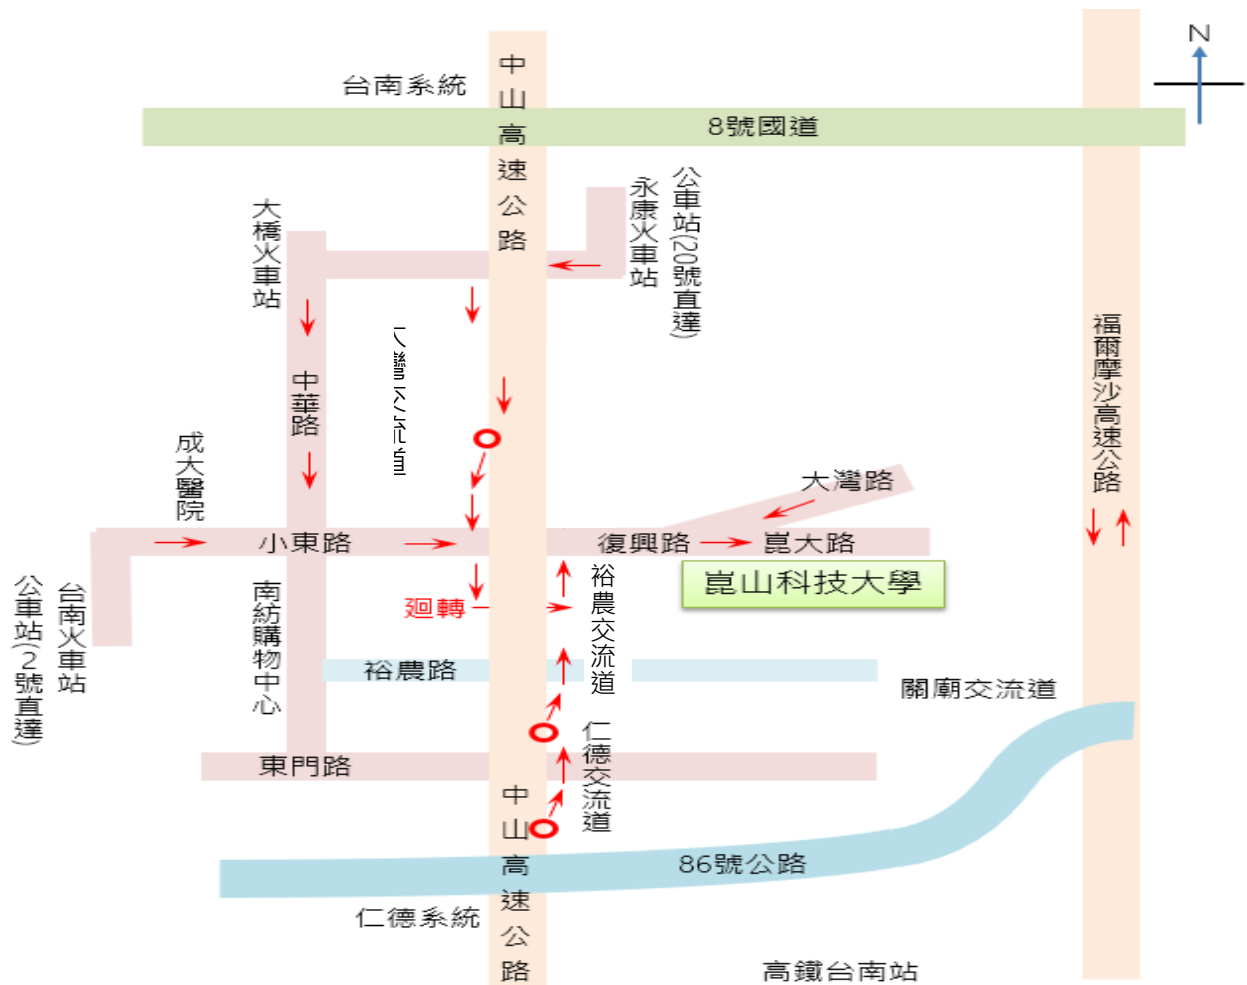 N
台南系統
中山高速公路
8號國道
大橋火車站
永康火車站
公車站(20號直達)
福爾摩沙高速公路
中華路
成大醫院
大灣路
小東路
復興路
崑大路
崑山科技大學
公車站(2號直達)
台南火車站
南紡購物中心
迴轉
裕農交流道
裕農路
關廟交流道
東門路
仁德交流道
中山高速公路
86號公路
仁德系統
高鐵台南站